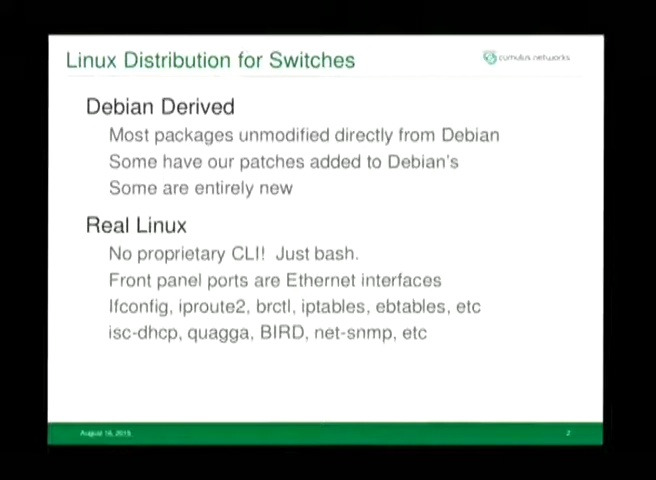 Linux Distribution for Switches
cumulus networks
Debian Derived
Most packages unmodified directly from Debian
Some have our patches added to Debian's
Some are entirely new
Real Linux
No proprietary CLI! Just bash.
Front panel ports are Ethernet interfaces
Ifconfig, iproute2, brctl, iptables, ebtables, etc
isc-dhcp, quagga, BIRD, net-snmp, etc
August 16, 2015
2